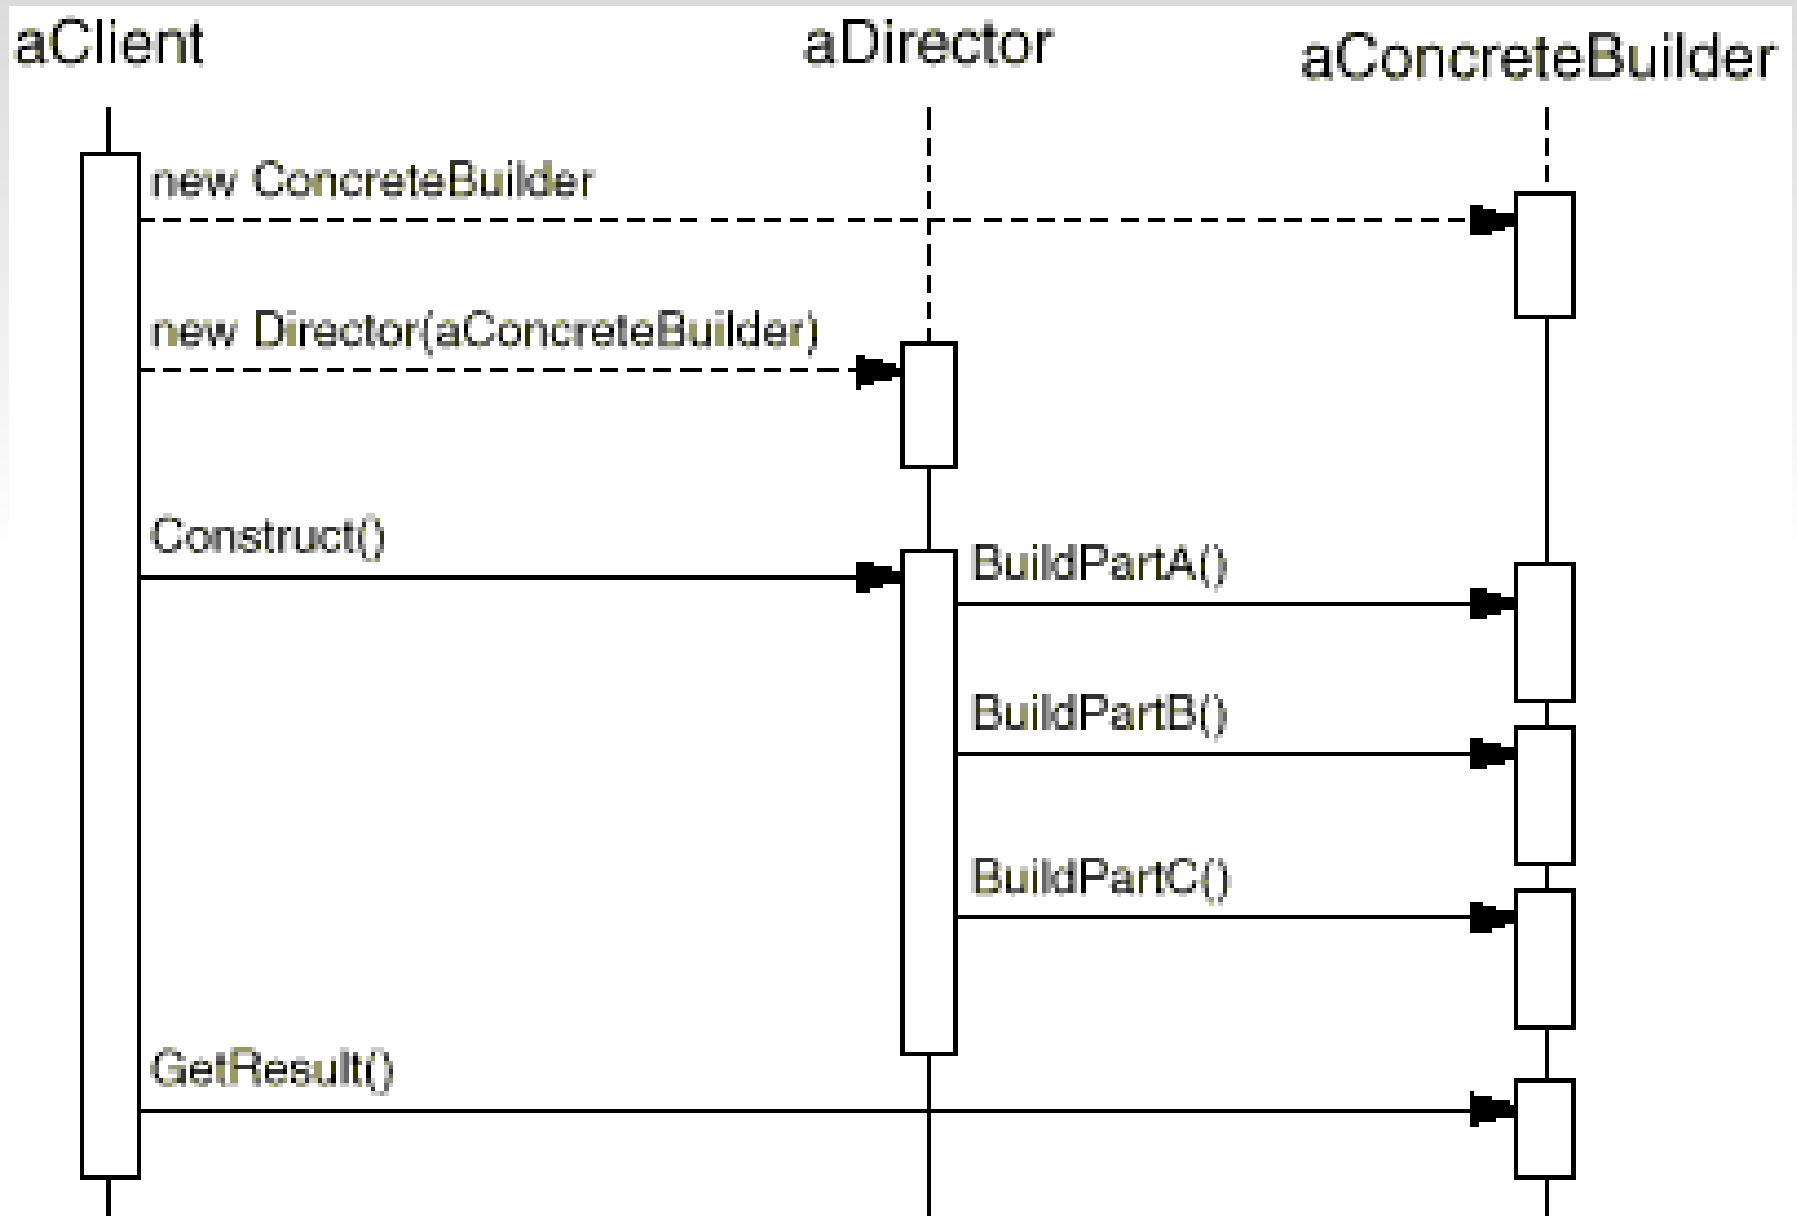 aClient
aDirector
aConcreteBuilder
new ConcreteBuilder
new Director(aConcreteBuilder)
Construct()
BuildPartA()
BuildPartB()
BuildPartC()
GetResult()